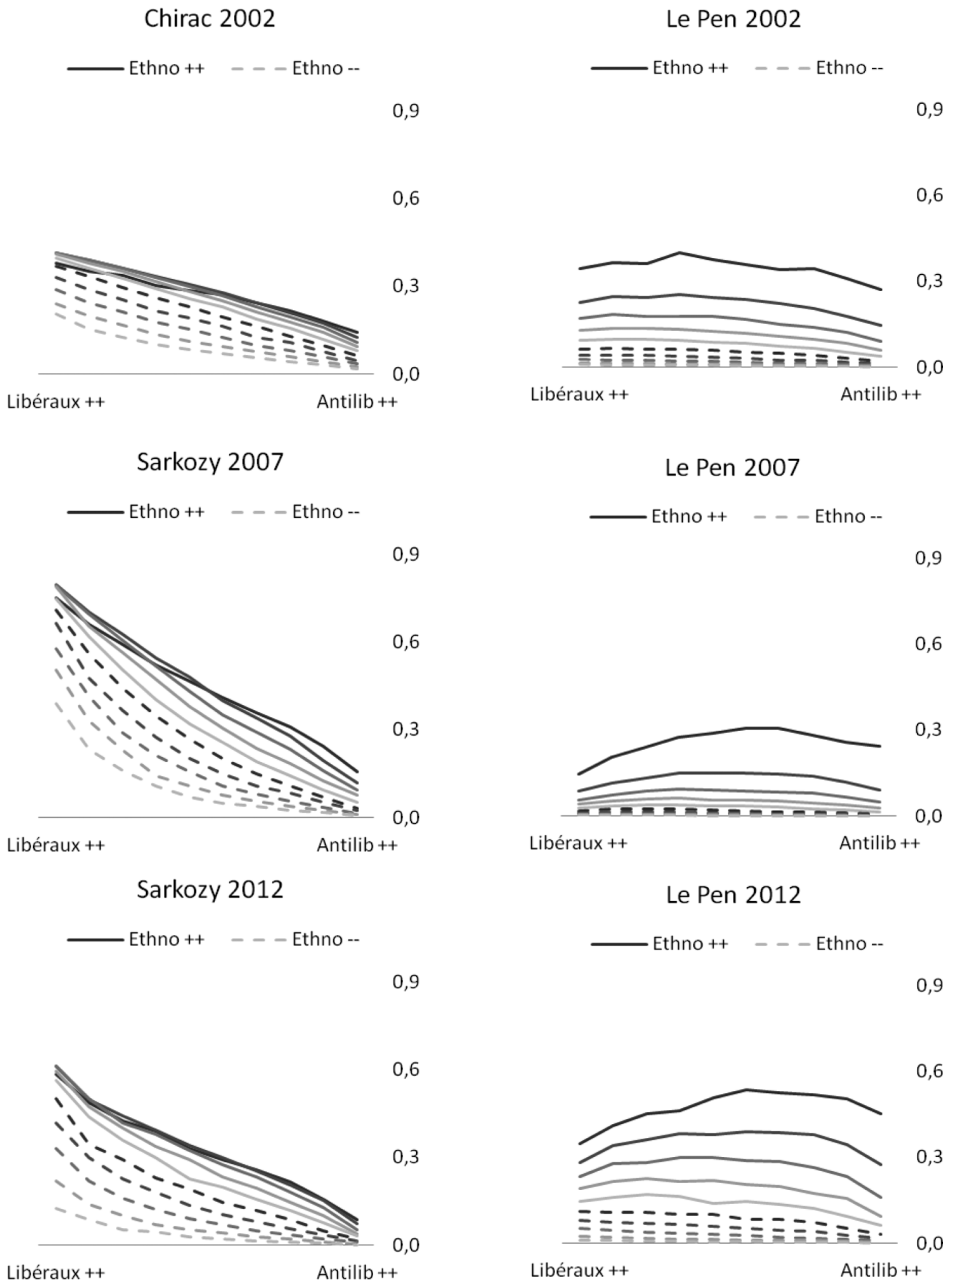 Chirac 2002
Ethno ++ Ethno --
0,9
0,6
0,3
0,0
Libéraux ++ Antilib ++
Le Pen 2002
Ethno ++ Ethno --
0,9
0,6
0,3
0,0
Libéraux ++ Antilib ++
Sarkozy 2007
Ethno ++ Ethno --
0,9
0,6
0,3
0,0
Libéraux ++ Antilib ++
Le Pen 2007
Ethno ++ Ethno --
0,9
0,6
0,3
0,0
Libéraux ++ Antilib ++
Sarkozy 2012
Ethno ++ Ethno --
0,9
0,6
0,3
0,0
Libéraux ++ Antilib ++
Le Pen 2012
Ethno ++ Ethno --
0,9
0,6
0,3
0,0
Libéraux ++ Antilib ++